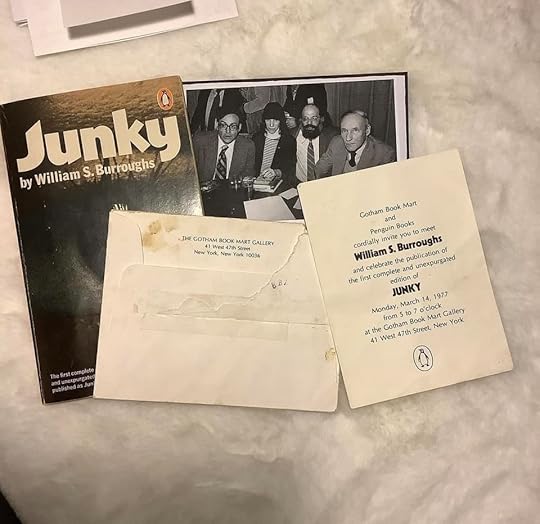 Junky
by William S. Burroughs
The first complete
and unexpurgated
published as Junk
THE GOTHAM BOOK MART GALLERY
41 West 47th Street
New York, New York 10036
Gotham Book Mart
and
Penguin Books
cordially invite you to meet
William S. Burroughs
and celebrate the publication of
the first complete and unexpurgated
edition of
JUNKY
Monday, March 14, 1977
from 5 to 7 o'clock
at the Gotham Book Mart Gallery
41 West 47th Street, New York